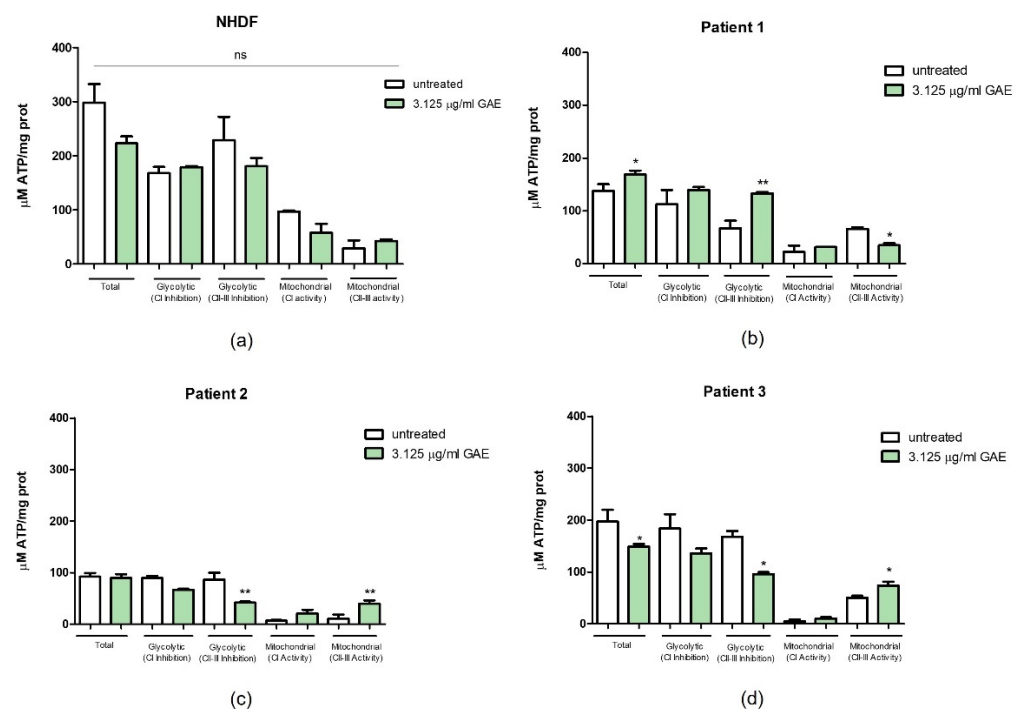 NHDF
400
300
200
100
0
μM ATP/mg prot
ns
untreated
3.125 μg/ml GAE
Total
Glycolytic
(CI Inhibition)
Glycolytic
(CII-III Inhibition)
Mitochondrial
(CI activity)
Mitochondrial
(CII-III activity)
(a)
Patient 1
400
300
200
100
0
μM ATP/mg prot
untreated
3.125 μg/ml GAE
*
**
*
Total
Glycolytic
(CI Inhibition)
Glycolytic
(CII-III Inhibition)
Mitochondrial
(CI Activity)
Mitochondrial
(CII-III Activity)
(b)
Patient 2
400
300
200
100
0
μM ATP/mg prot
untreated
3.125 μg/ml GAE
**
**
Total
Glycolytic
(CI Inhibition)
Glycolytic
(CII-III Inhibition)
Mitochondrial
(CI Activity)
Mitochondrial
(CII-III Activity)
(c)
Patient 3
400
300
200
100
0
μM ATP/mg prot
untreated
3.125 μg/ml GAE
*
*
*
Total
Glycolytic
(CI Inhibition)
Glycolytic
(CII-III Inhibition)
Mitochondrial
(CI Activity)
Mitochondrial
(CII-III Activity)
(d)